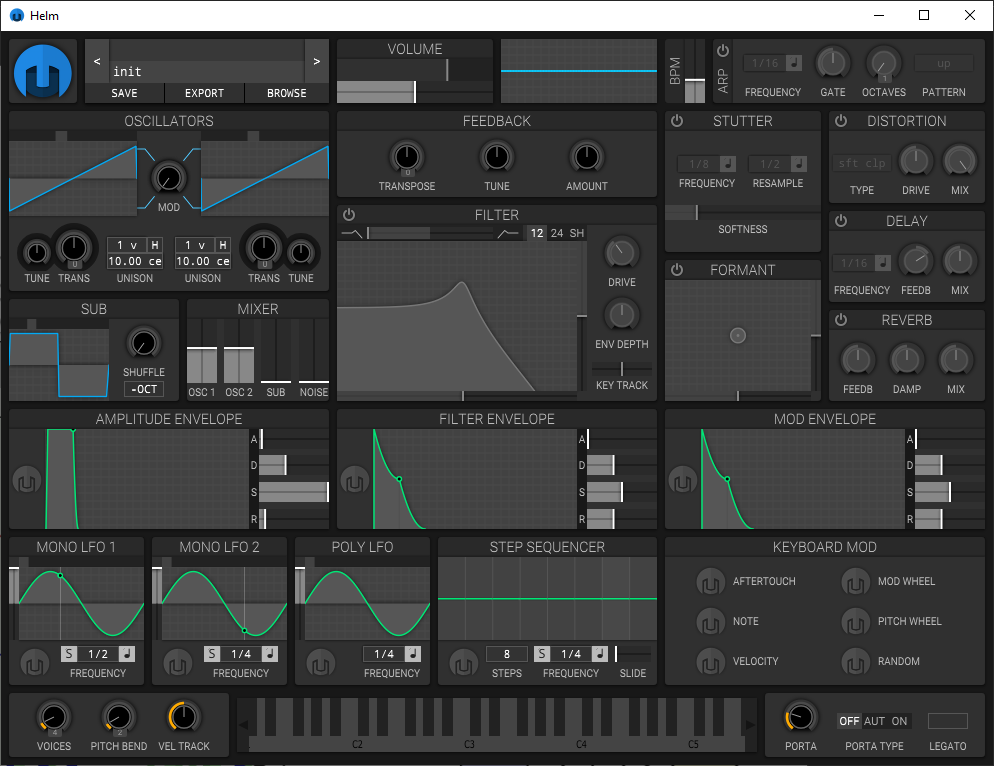 Helm
<
init
>
SAVE EXPORT BROWSE
VOLUME
BPM
ARP
1/16
up
FREQUENCY GATE OCTAVES PATTERN
1
OSCILLATORS
MOD
0 0
1 v H 1 v H
10.00 ce 10.00 ce
TUNE TRANS UNISON UNISON TRANS TUNE
FEEDBACK
0
TRANSPOSE TUNE AMOUNT
STUTTER
1/8 1/2
FREQUENCY RESAMPLE
SOFTNESS
DISTORTION
sft clp
TYPE DRIVE MIX
FILTER
12 24 SH
DRIVE
ENV DEPTH
KEY TRACK
FORMANT
DELAY
1/16
FREQUENCY FEEDB MIX
REVERB
FEEDB DAMP MIX
SUB
SHUFFLE
-OCT
MIXER
OSC 1 OSC 2 SUB NOISE
AMPLITUDE ENVELOPE
A
D
S
R
FILTER ENVELOPE
A
D
S
R
MOD ENVELOPE
A
D
S
R
MONO LFO 1
S 1/2
FREQUENCY
MONO LFO 2
S 1/4
FREQUENCY
POLY LFO
1/4
FREQUENCY
STEP SEQUENCER
8 S 1/4
STEPS FREQUENCY SLIDE
KEYBOARD MOD
AFTERTOUCH MOD WHEEL
NOTE PITCH WHEEL
VELOCITY RANDOM
4 2
VOICES PITCH BEND VEL TRACK
C2 C3 C4 C5
OFF AUT ON
PORTA PORTA TYPE LEGATO